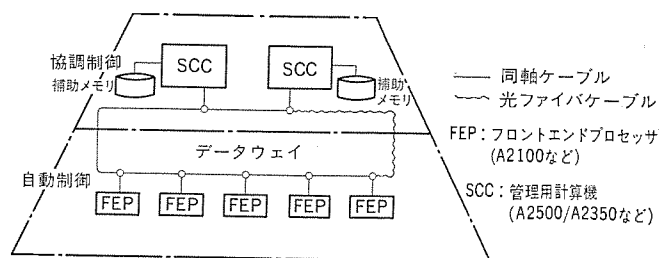 協調制御
SCC
SCC
補助メモリ
補助
メモリ
同軸ケーブル
光ファイバケーブル
データウェイ
FEP：フロントエンドプロセッサ
(A2100など)
自動制御
FEP
FEP
FEP
FEP
FEP
SCC：管理用計算機
(A2500/A2350など)